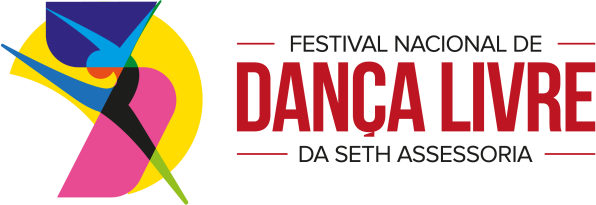 FESTIVAL NACIONAL DE
DANÇA LIVRE
DA SETH ASSESSORIA